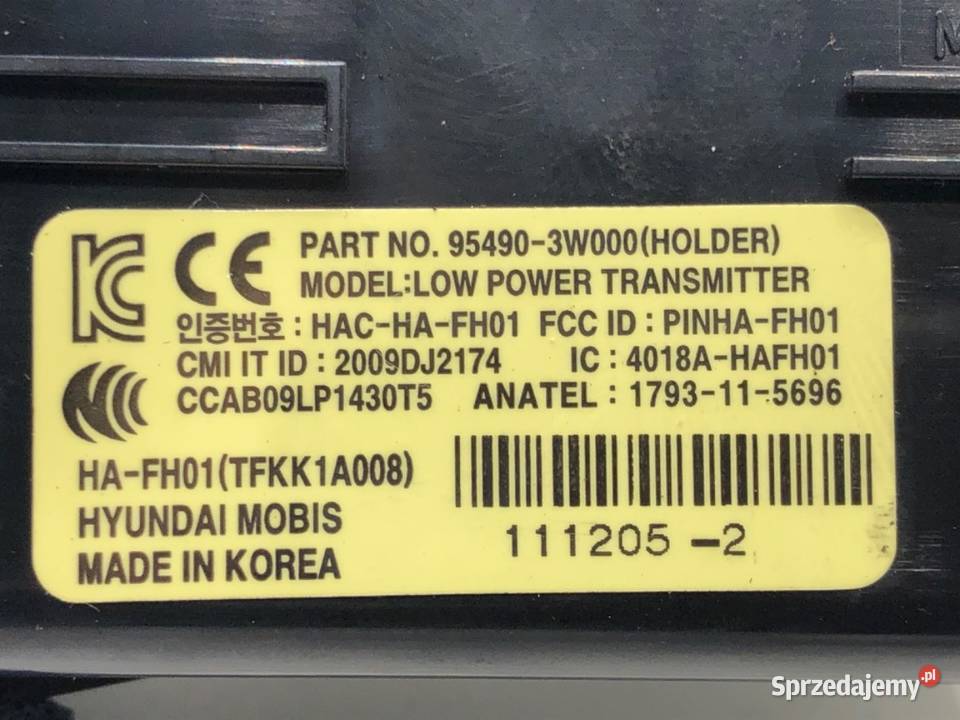 PART NO. 95490-3W000(HOLDER)
MODEL:LOW POWER TRANSMITTER
인증번호 : HAC-HA-FH01 FCC ID : PINHA-FH01
CMI IT ID : 2009DJ2174 IC : 4018A-HAFH01
CCAB09LP1430T5 ANATEL : 1793-11-5696
HA-FH01(TFKK1A008)
HYUNDAI MOBIS
MADE IN KOREA
111205 -2
Sprzedajemy.pl